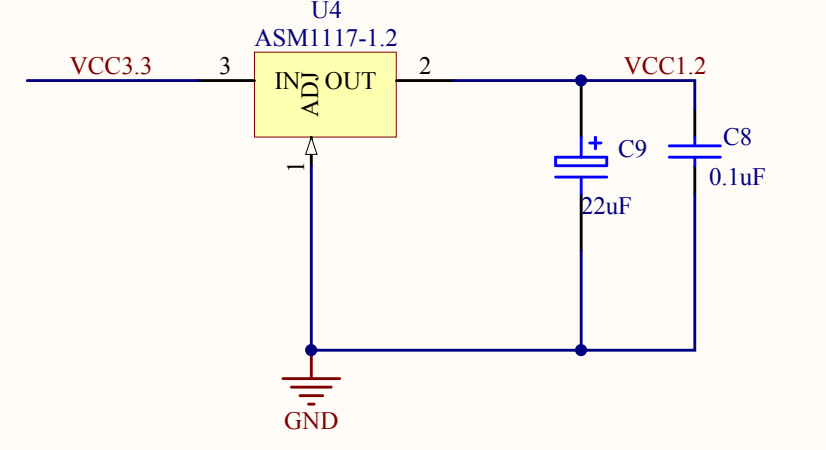 U4
ASM1117-1.2
VCC3.3
3
IN
ADJ
OUT
2
VCC1.2
1
+
C9
22uF
C8
0.1uF
GND